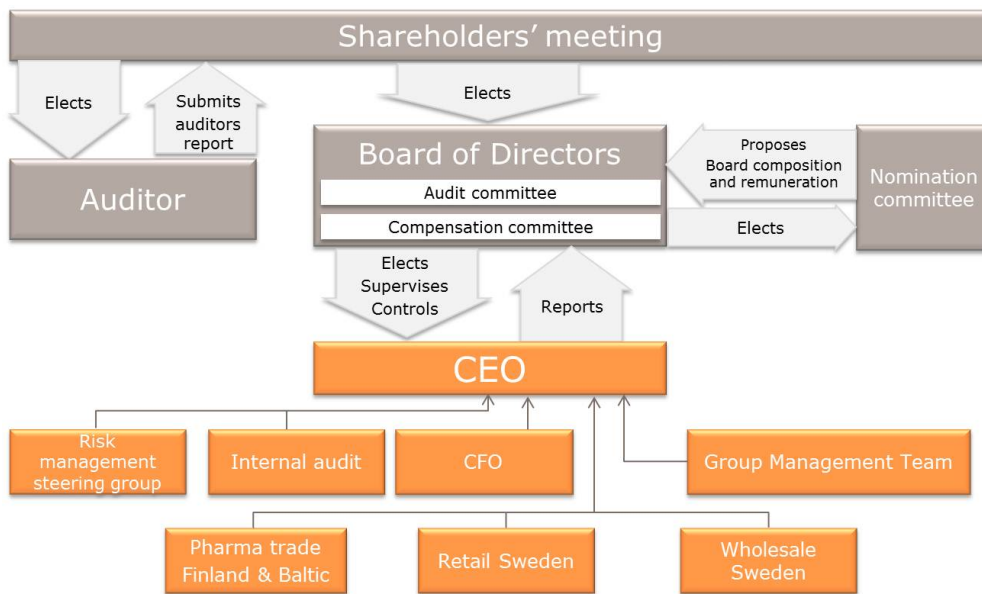 Shareholders’ meeting
Elects
Submits
auditors
report
Elects
Auditor
Board of Directors
Audit committee
Compensation committee
Proposes
Board composition
and remuneration
Elects
Nomination
committee
Elects
Supervises
Controls
Reports
CEO
Risk
management
steering group
Internal audit
CFO
Group Management Team
Pharma trade
Finland & Baltic
Retail Sweden
Wholesale
Sweden